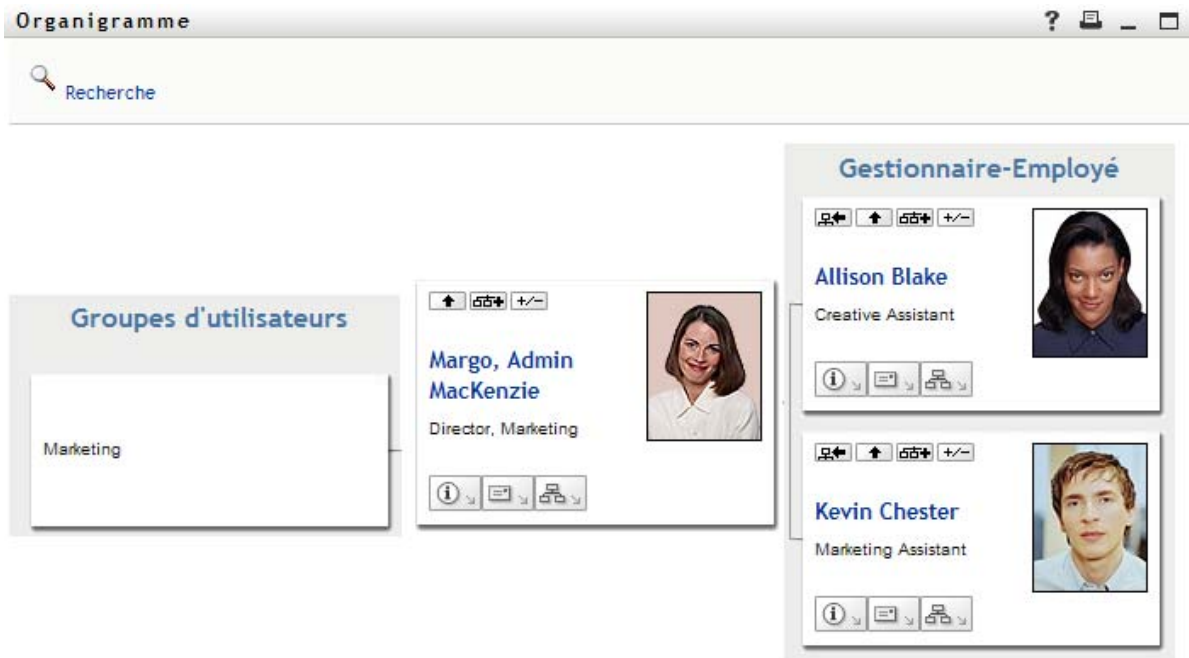 Organigramme
?
Recherche
Groupes d'utilisateurs
Marketing
+/-
Margo, Admin
MacKenzie
Director, Marketing
Gestionnaire-Employé
+/-
Allison Blake
Creative Assistant
+/-
Kevin Chester
Marketing Assistant